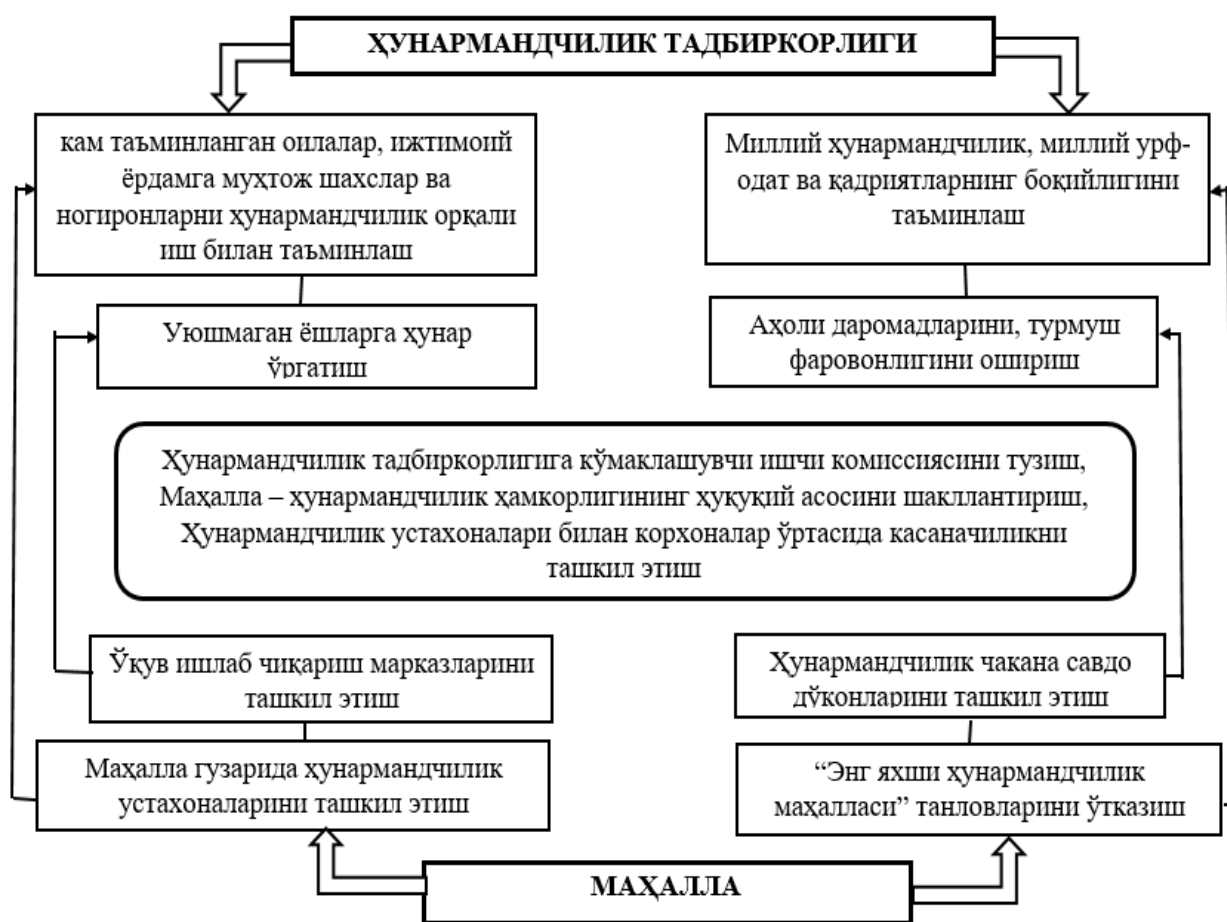 ҲУНАРМАНДЧИЛИК ТАДБИРКОРЛИГИ
кам таъминланган оилалар, ижтимоий
ёрдамга муҳтож шахслар ва
ногиронларни ҳунармандчилик орқали
иш билан таъминлаш
Миллий ҳунармандчилик, миллий урф-
одат ва қадриятларнинг боқийлигини
таъминлаш
Уюшмаган ёшларга ҳунар
ўргатиш
Аҳоли даромадларини, турмуш
фаровонлигини ошириш
Ҳунармандчилик тадбиркорлигига кўмаклашувчи ишчи комиссиясини тузиш,
Маҳалла – ҳунармандчилик ҳамкорлигининг ҳуқуқий асосини шакллантириш,
Ҳунармандчилик устахоналари билан корхоналар ўртасида касаначиликни
ташкил этиш
Ўқув ишлаб чиқариш марказларини
ташкил этиш
Ҳунармандчилик чакана савдо
дўконларини ташкил этиш
Маҳалла гузарида ҳунармандчилик
устахоналарини ташкил этиш
“Энг яхши ҳунармандчилик
маҳалласи” танловларини ўтказиш
МАҲАЛЛА